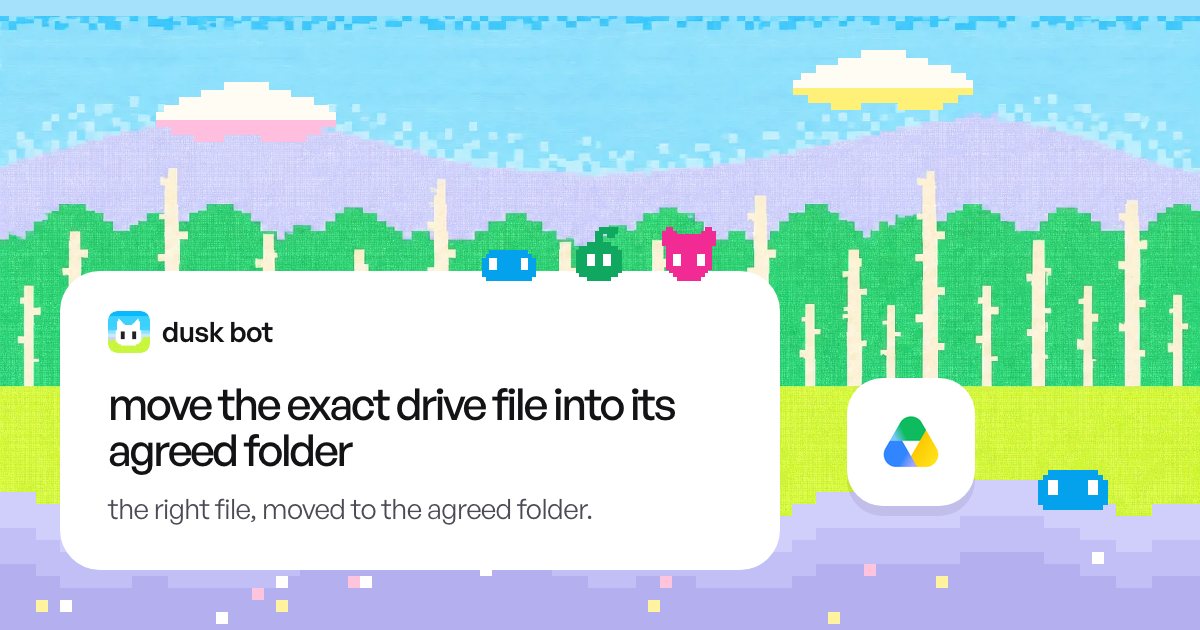 dusk bot
move the exact drive file into its
agreed folder
the right file, moved to the agreed folder.